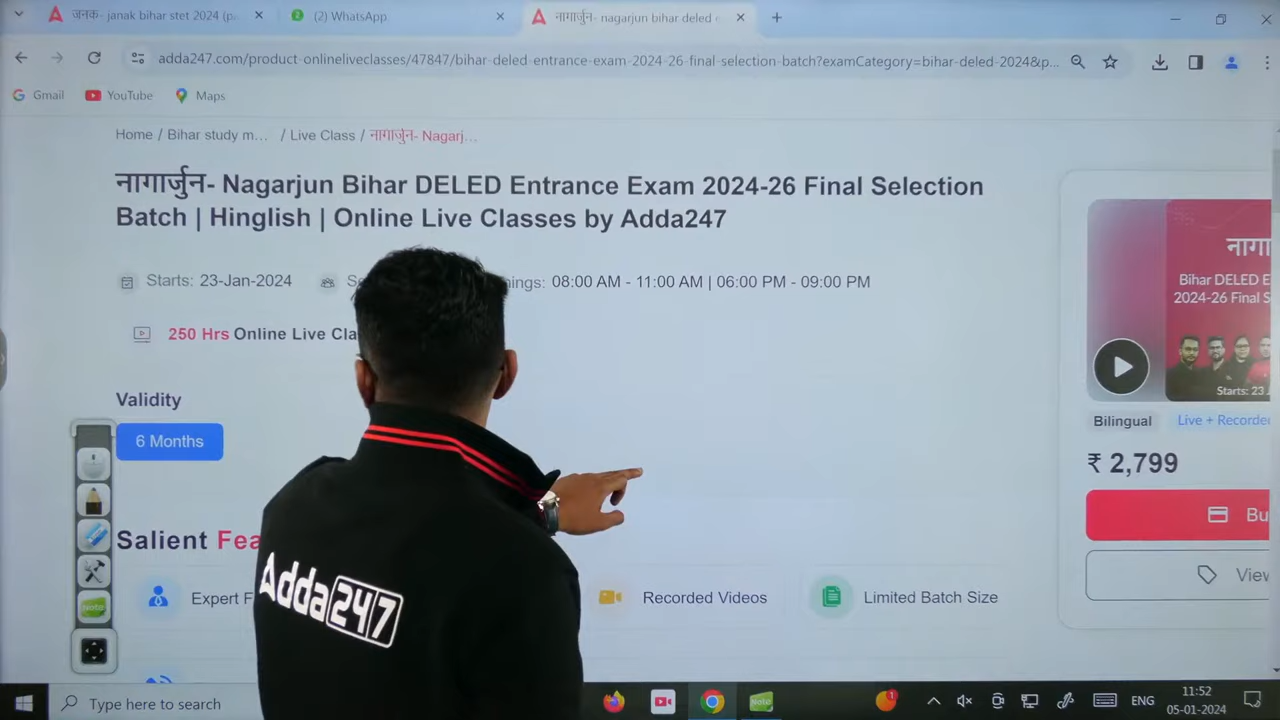 जनक- janak bihar stet 2024 (p
(2) WhatsApp
नागार्जुन- nagarjun bihar deled
adda247.com/product-onlineliveclasses/47847/bihar-deled-entrance-exam-2024-26-final-selection-batch?examCategory=bihar-deled-2024&p...
Gmail YouTube Maps
Home / Bihar study m... / Live Class / नागार्जुन- Nagarj...
नागार्जुन- Nagarjun Bihar DELED Entrance Exam 2024-26 Final Selection
Batch | Hinglish | Online Live Classes by Adda247
Starts: 23-Jan-2024
08:00 AM - 11:00 AM | 06:00 PM - 09:00 PM
250 Hrs Online Live Cla
Validity
6 Months
Salient Fea
Expert F
Recorded Videos
Limited Batch Size
नागा
Bihar DELED E
2024-26 Final S
Starts: 23
Bilingual
Live + Recorde
₹ 2,799
Bu
View
Adda247
Note
Type here to search
Note
1
ENG
11:52
05-01-2024